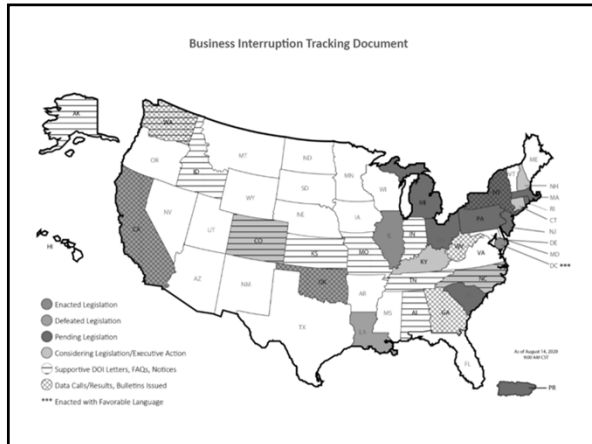 Business Interruption Tracking Document
AK
WA
OR
ID
MT
ND
SD
MN
WI
MI
WY
NE
IA
NV
UT
CO
KS
MO
IL
IN
KY
VA
WV
PA
NY
VT
ME
NH
MA
RI
CT
NJ
DE
MD
DC ***
CA
AZ
NM
OK
AR
TN
NC
TX
LA
MS
AL
GA
FL
HI
PR
Enacted Legislation
Defeated Legislation
Pending Legislation
Considering Legislation/Executive Action
Supportive DOI Letters, FAQs, Notices
Data Calls/Results, Bulletins Issued
*** Enacted with Favorable Language
As of August 14, 2020
9:00 AM CST